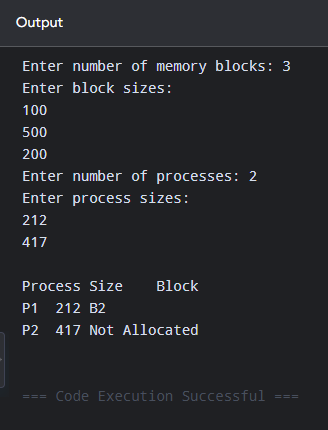 Output
Enter number of memory blocks: 3
Enter block sizes:
100
500
200
Enter number of processes: 2
Enter process sizes:
212
417
Process Size    Block
P1  212 B2
P2  417 Not Allocated
=== Code Execution Successful ===